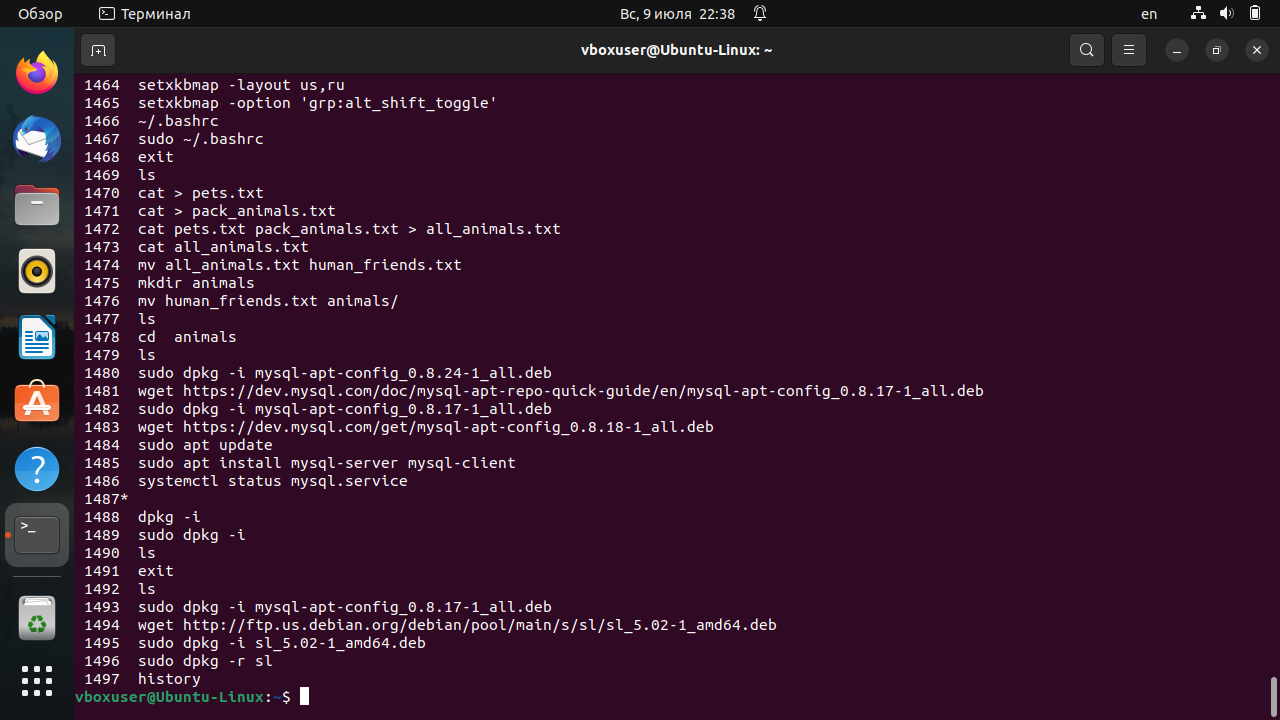 Обзор Терминал Вс, 9 июля 22:38 en
vboxuser@Ubuntu-Linux: ~
1464 setxkbmap -layout us,ru
1465 setxkbmap -option 'grp:alt_shift_toggle'
1466 ~/.bashrc
1467 sudo ~/.bashrc
1468 exit
1469 ls
1470 cat > pets.txt
1471 cat > pack_animals.txt
1472 cat pets.txt pack_animals.txt > all_animals.txt
1473 cat all_animals.txt
1474 mv all_animals.txt human_friends.txt
1475 mkdir animals
1476 mv human_friends.txt animals/
1477 ls
1478 cd  animals
1479 ls
1480 sudo dpkg -i mysql-apt-config_0.8.24-1_all.deb
1481 wget https://dev.mysql.com/doc/mysql-apt-repo-quick-guide/en/mysql-apt-config_0.8.17-1_all.deb
1482 sudo dpkg -i mysql-apt-config_0.8.17-1_all.deb
1483 wget https://dev.mysql.com/get/mysql-apt-config_0.8.18-1_all.deb
1484 sudo apt update
1485 sudo apt install mysql-server mysql-client
1486 systemctl status mysql.service
1487*
1488 dpkg -i
1489 sudo dpkg -i
1490 ls
1491 exit
1492 ls
1493 sudo dpkg -i mysql-apt-config_0.8.17-1_all.deb
1494 wget http://ftp.us.debian.org/debian/pool/main/s/sl/sl_5.02-1_amd64.deb
1495 sudo dpkg -i sl_5.02-1_amd64.deb
1496 sudo dpkg -r sl
1497 history
vboxuser@Ubuntu-Linux:~$